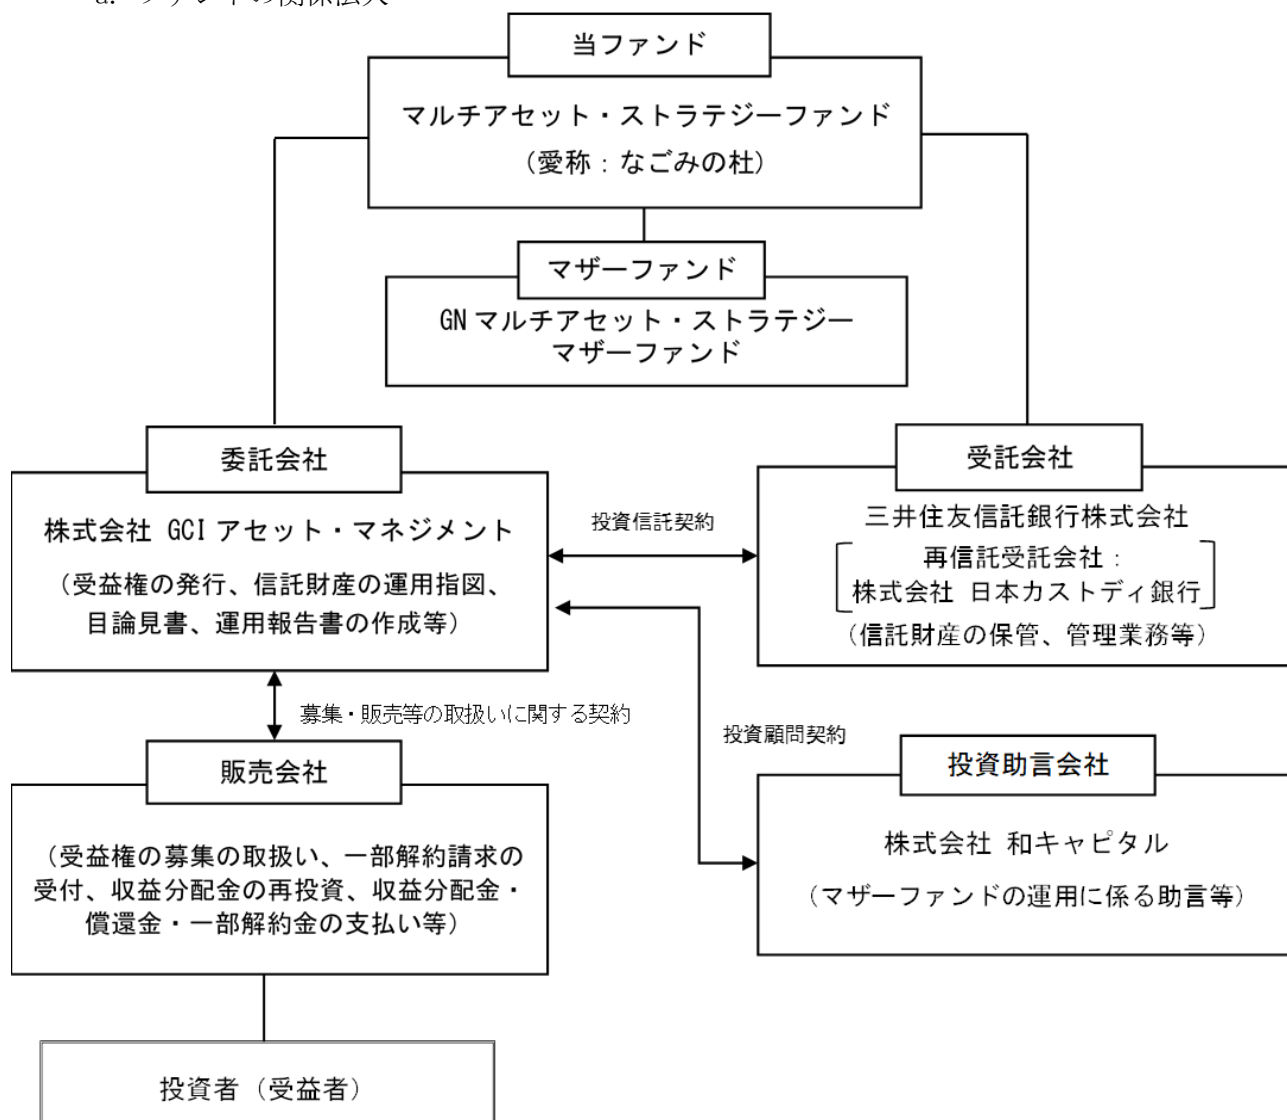 a. ファンドの関係法人
当ファンド
マルチアセット・ストラテジーファンド
（愛称：なごみの杜）
マザーファンド
GN マルチアセット・ストラテジー
マザーファンド
委託会社
株式会社 GCI アセット・マネジメント
（受益権の発行、信託財産の運用指図、
目論見書、運用報告書の作成等）
投資信託契約
受託会社
三井住友信託銀行株式会社
再信託受託会社：
株式会社 日本カストディ銀行
（信託財産の保管、管理業務等）
募集・販売等の取扱いに関する契約
投資顧問契約
販売会社
（受益権の募集の取扱い、一部解約請求の
受付、収益分配金の再投資、収益分配金・
償還金・一部解約金の支払い等）
投資助言会社
株式会社 和キャピタル
（マザーファンドの運用に係る助言等）
投資者（受益者）